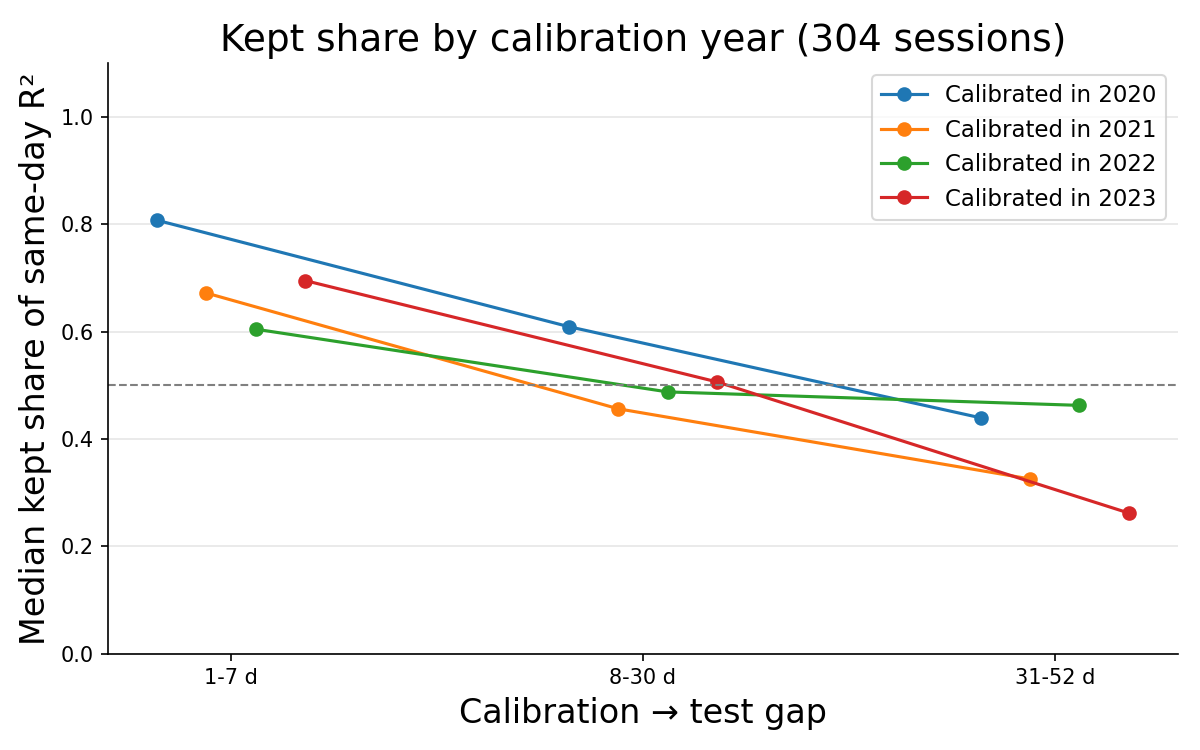 Kept share by calibration year (304 sessions)
Median kept share of same-day R²
1.0
0.8
0.6
0.4
0.2
0.0
Calibrated in 2020
Calibrated in 2021
Calibrated in 2022
Calibrated in 2023
1-7 d
8-30 d
31-52 d
Calibration → test gap